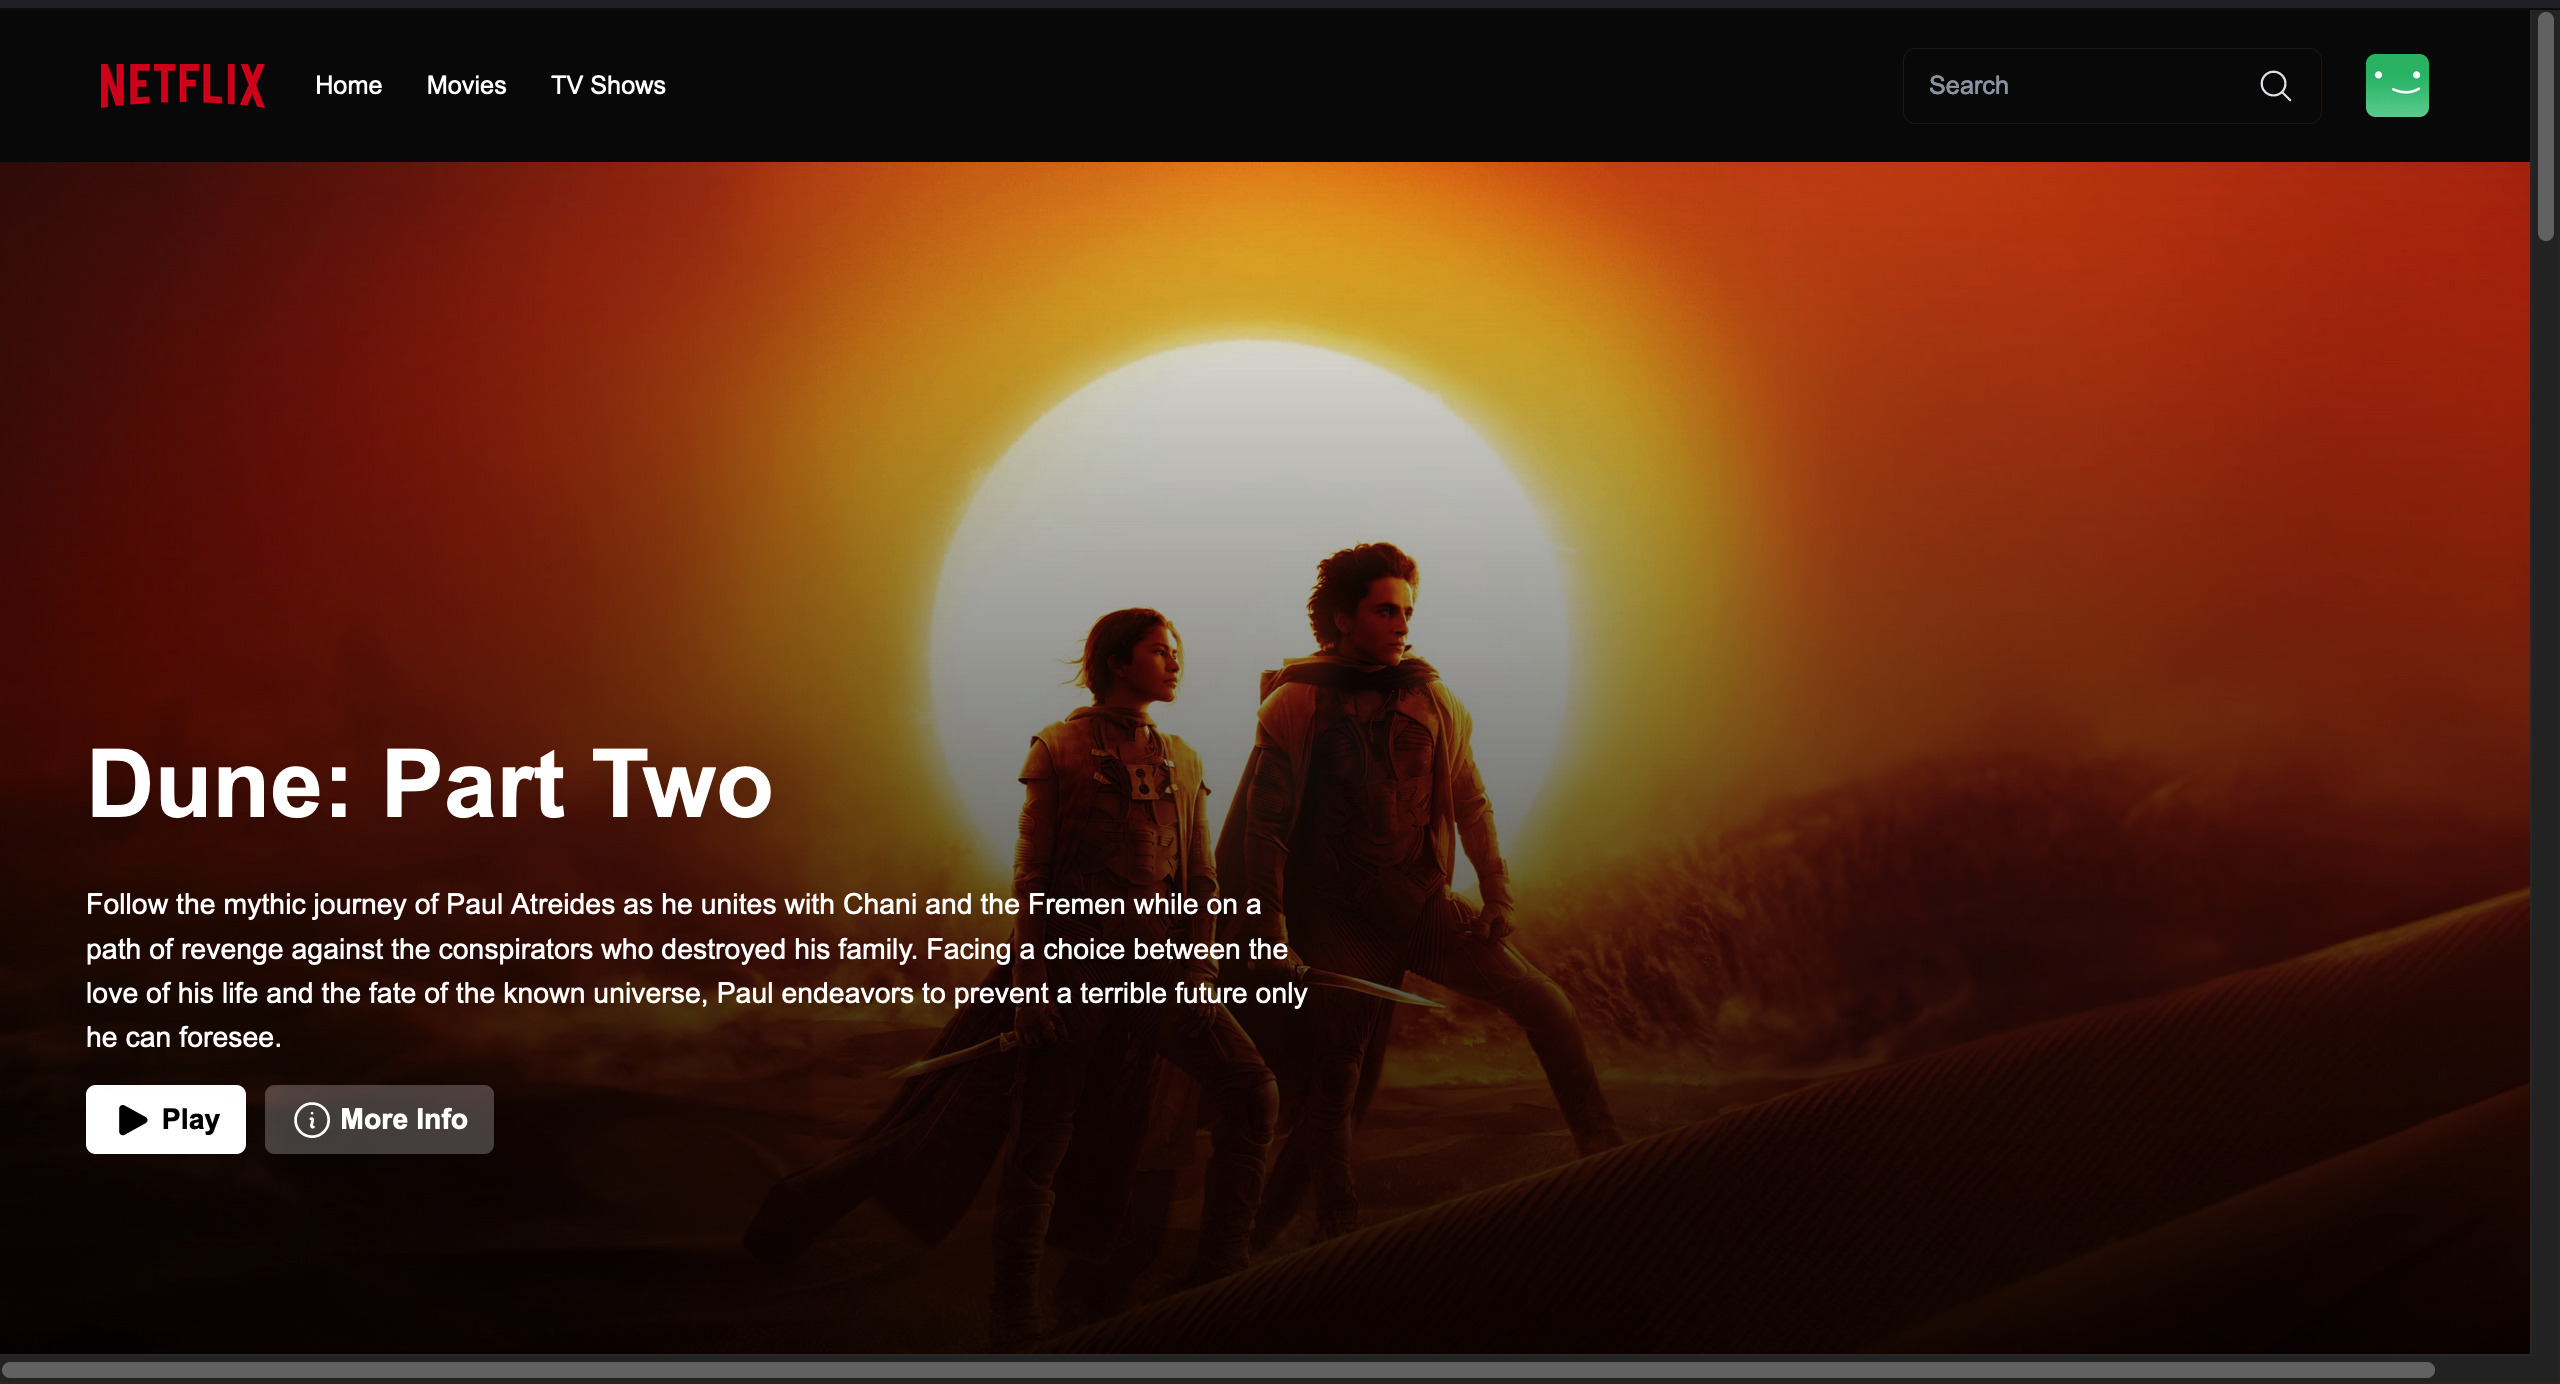 NETFLIX
Home
Movies
TV Shows
Search
Dune: Part Two
Follow the mythic journey of Paul Atreides as he unites with Chani and the Fremen while on a
path of revenge against the conspirators who destroyed his family. Facing a choice between the
love of his life and the fate of the known universe, Paul endeavors to prevent a terrible future only
he can foresee.
Play
More Info